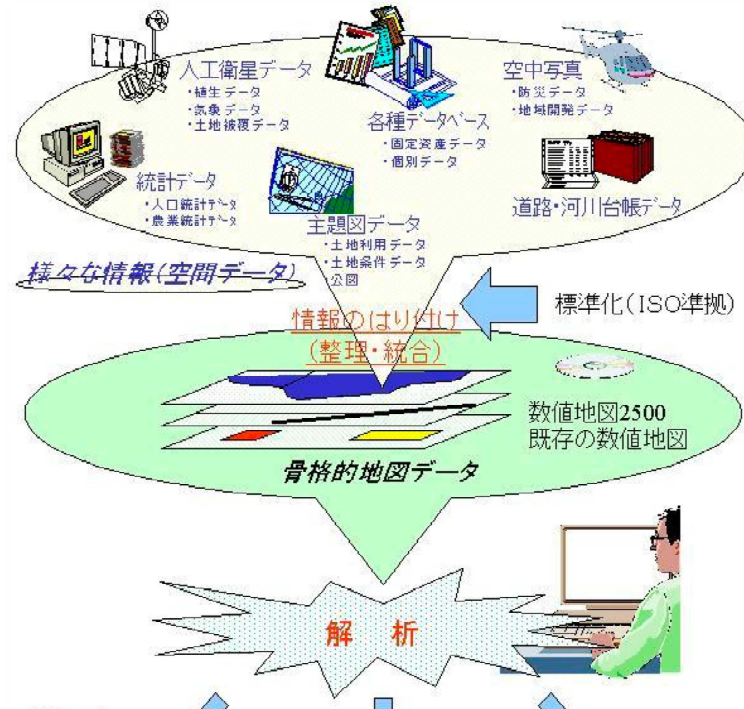 人工衛星データ
・植生データ
・気象データ
・土地被覆データ
各種データベース
・固定資産データ
・個別データ
空中写真
・防災データ
・地域開発データ
統計データ
・人口統計データ
・農業統計データ
主題図データ
・土地利用データ
・土地条件データ
・公図
道路・河川台帳データ
様々な情報(空間データ)
情報のはり付け
(整理・統合)
標準化(ISO準拠)
数値地図2500
既存の数値地図
骨格的地図データ
解 析